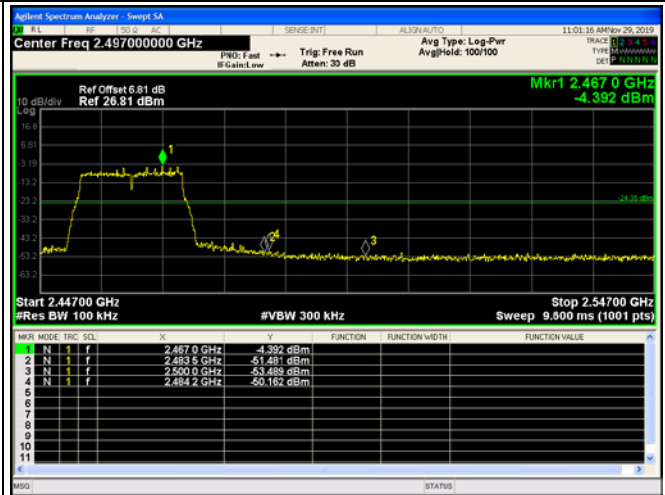 Agilent Spectrum Analyzer - Swept SA
RL RF 50 Ω AC SENSE:INT ALIGNAUTO 11:01:16 AMNov 29, 2019
Center Freq 2.497000000 GHz
PNO: Fast Trig: Free Run Avg Type: Log-Pwr TRACE 1 2 3 4 5 6
IFGain:Low Atten: 30 dB Avg|Hold: 100/100 TYPE M
DET P N N N N N
Ref Offset 6.81 dB Mkr1 2.467 0 GHz
10 dB/div Ref 26.81 dBm -4.392 dBm
Log
16.8
6.81
-3.19
-13.2
-23.2
-24.35 dBm
-33.2
-43.2
-53.2
-63.2
1
2 4
3
Start 2.44700 GHz Stop 2.54700 GHz
#Res BW 100 kHz #VBW 300 kHz Sweep 9.600 ms (1001 pts)
MKR MODE TRC SCL X Y FUNCTION FUNCTION WIDTH FUNCTION VALUE
1 N 1 f 2.467 0 GHz -4.392 dBm
2 N 1 f 2.483 5 GHz -51.481 dBm
3 N 1 f 2.500 0 GHz -53.489 dBm
4 N 1 f 2.484 2 GHz -50.162 dBm
5
6
7
8
9
10
11
MSG STATUS